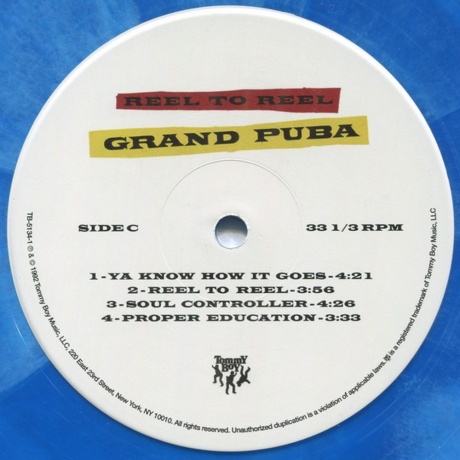 REEL TO REEL
GRAND PUBA
SIDE C
33 1/3 RPM
1-YA KNOW HOW IT GOES-4:21
2-REEL TO REEL-3:56
3-SOUL CONTROLLER-4:26
4-PROPER EDUCATION-3:33
Tommy
Boy
TB-5134-1 ℗ & © 1992 Tommy Boy Music, LLC, 220 East 23rd Street, New York, NY 10010. All rights reserved. Unauthorized duplication is a violation of applicable laws. is a registered trademark of Tommy Boy Music, LLC